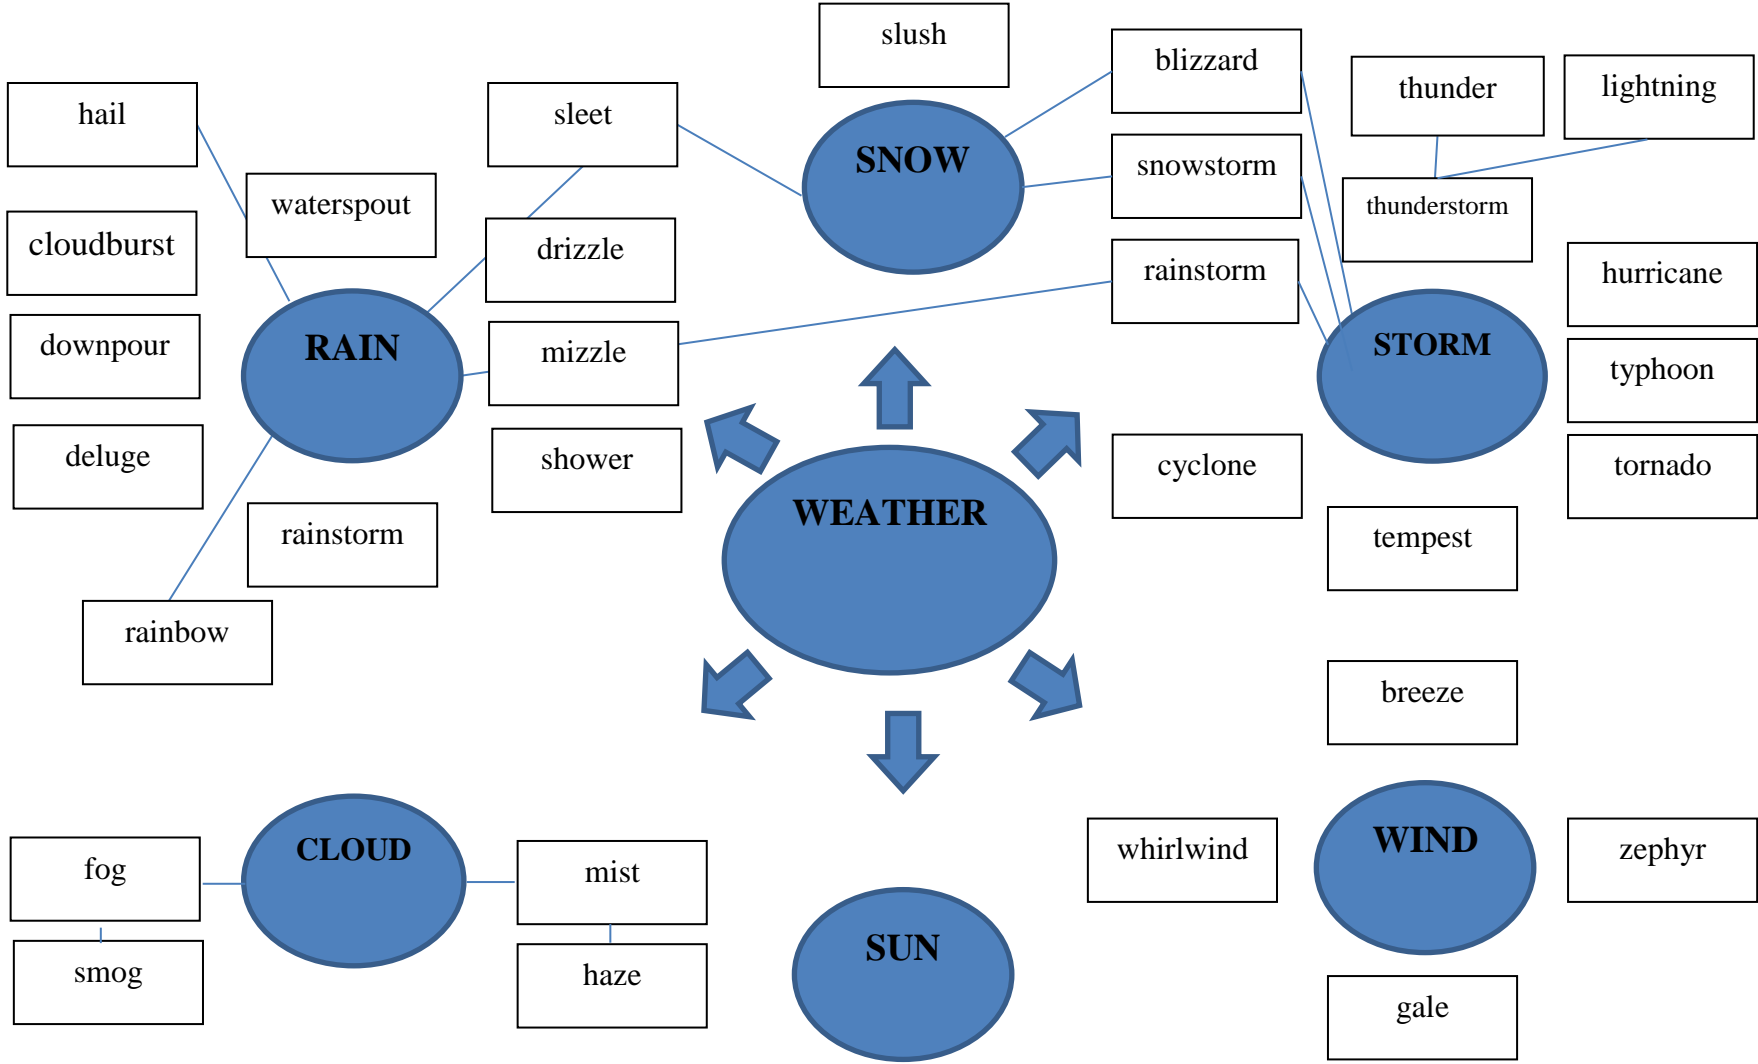 slush
blizzard
thunder
lightning
hail
sleet
SNOW
snowstorm
waterspout
thunderstorm
cloudburst
drizzle
rainstorm
hurricane
downpour
RAIN
mizzle
STORM
typhoon
deluge
shower
cyclone
tornado
WEATHER
rainstorm
tempest
rainbow
breeze
CLOUD
fog
mist
whirlwind
WIND
zephyr
smog
haze
SUN
gale